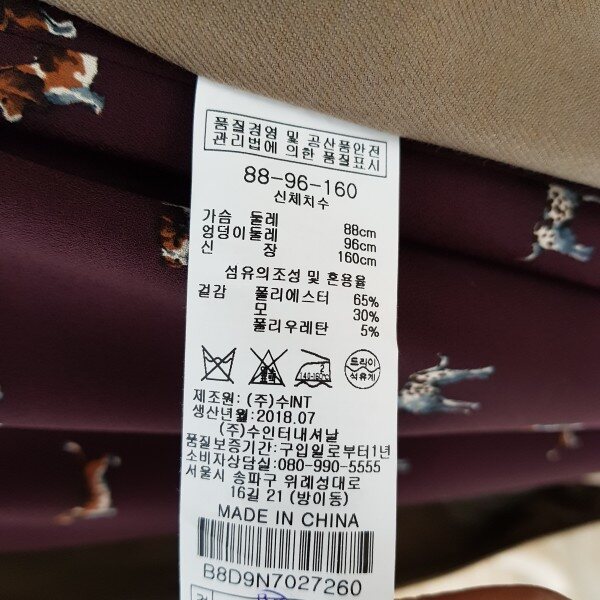 품질경영 및 공산품안전
관리법에 의한 품질표시
88-96-160
신체치수
가슴 둘레 88cm
엉덩이둘레 96cm
신 장 160cm
섬유의조성 및 혼용율
겉감 폴리에스터 65%
모 30%
폴리우레탄 5%
2
140-160℃
드라이
석유계
제조원: (주)수INT
생산년월:2018.07
(주)수인터내셔날
품질보증기간:구입일로부터1년
소비자상담실:080-990-5555
서울시 송파구 위례성대로
16길 21 (방이동)
MADE IN CHINA
B8D9N7027260